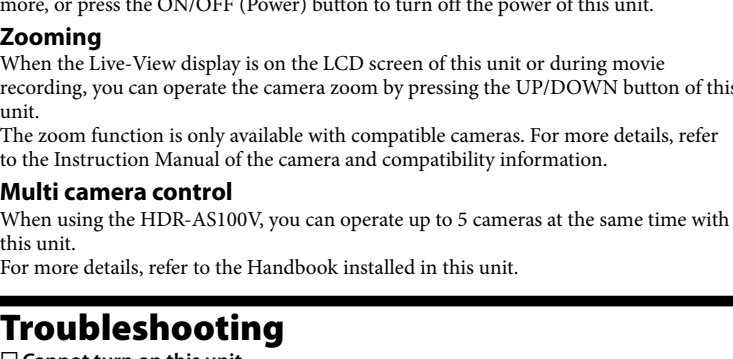 more, or press the ON/OFF (Power) button to turn off the power of this unit.
Zooming
When the Live-View display is on the LCD screen of this unit or during movie
recording, you can operate the camera zoom by pressing the UP/DOWN button of this
unit.
The zoom function is only available with compatible cameras. For more details, refer
to the Instruction Manual of the camera and compatibility information.
Multi camera control
When using the HDR-AS100V, you can operate up to 5 cameras at the same time with
this unit.
For more details, refer to the Handbook installed in this unit.
Troubleshooting
□ Cannot turn on this unit